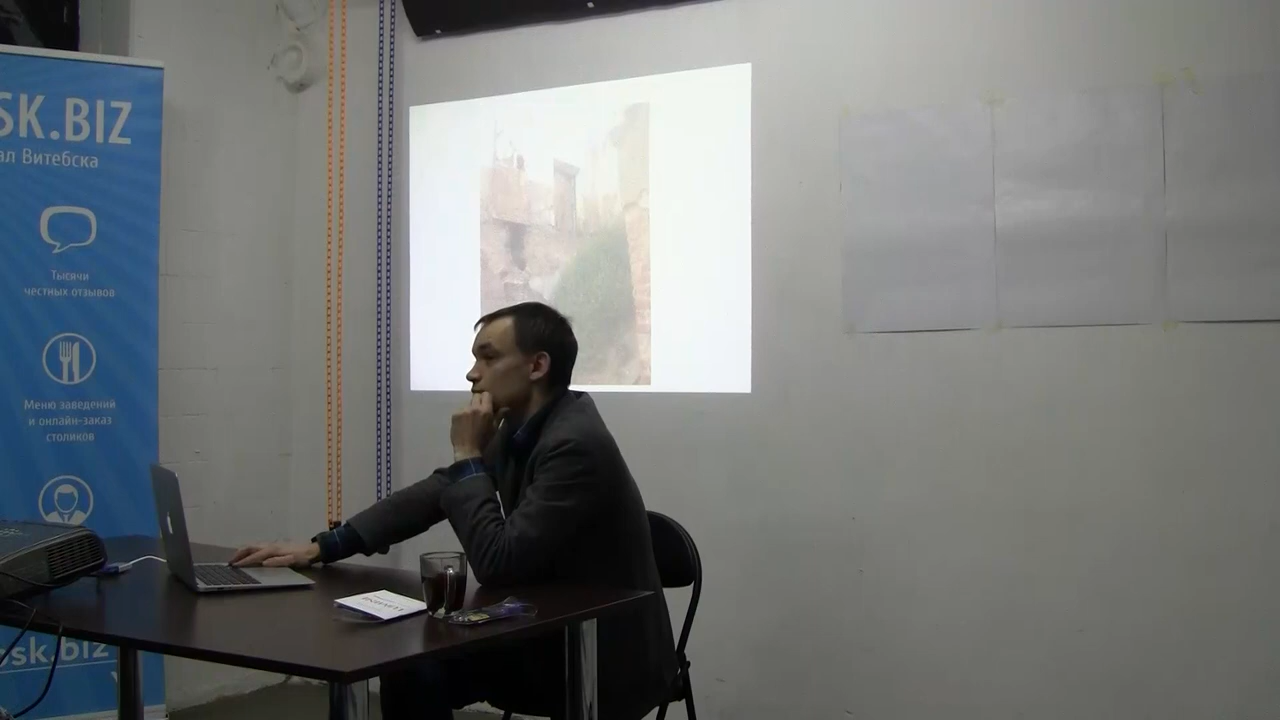 SK.BIZ
ал Витебска
Тысячи
честных отзывов
Меню заведений
и онлайн-заказ
столиков
sk.biz